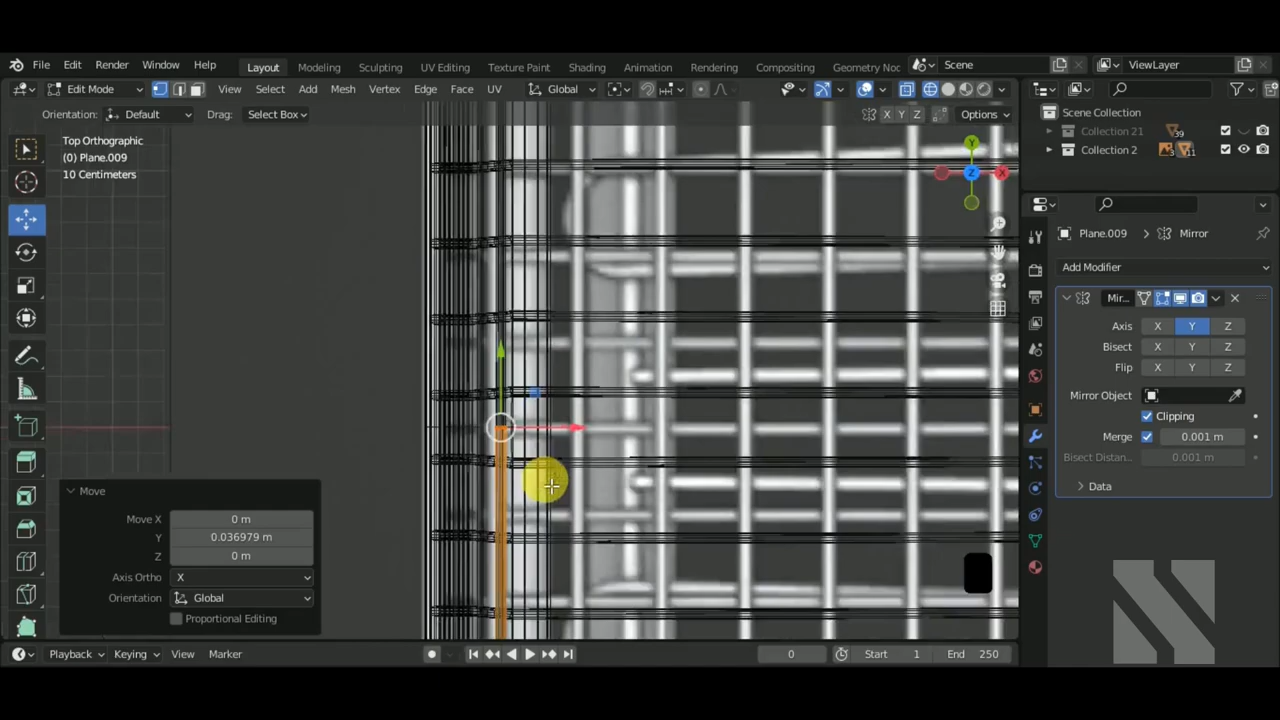 File Edit Render Window Help Layout Modeling Sculpting UV Editing Texture Paint Shading Animation Rendering Compositing Geometry Noc Scene ViewLayer
Edit Mode View Select Add Mesh Vertex Edge Face UV Global
Orientation: Default Drag: Select Box X Y Z Options
Top Orthographic
(0) Plane.009
10 Centimeters
Y
Z X
Scene Collection
Collection 21 39
Collection 2 3 11
Plane.009 Mirror
Add Modifier
Mir...
Axis X Y Z
Bisect X Y Z
Flip X Y Z
Mirror Object
Clipping
Merge 0.001 m
Bisect Distan... 0.001 m
Data
Move
Move X 0 m
Y 0.036979 m
Z 0 m
Axis Ortho X
Orientation Global
Proportional Editing
Playback Keying View Marker 0 Start 1 End 250